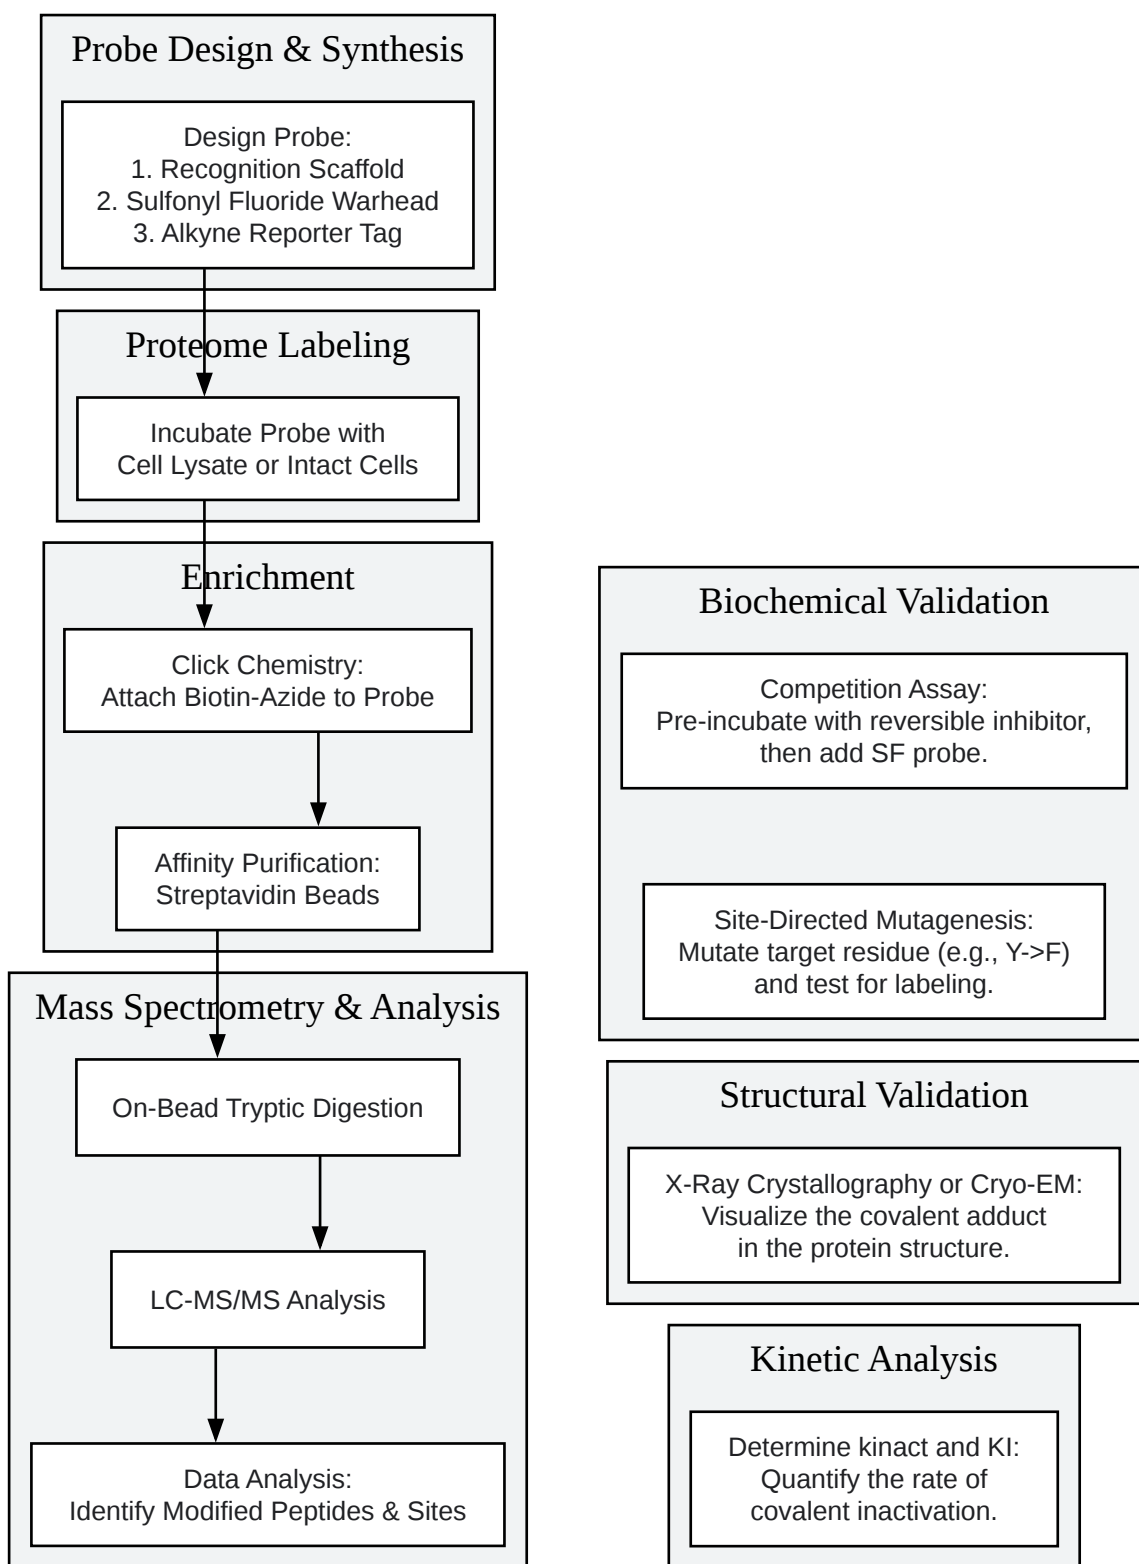 Probe Design & Synthesis
Design Probe:
1. Recognition Scaffold
2. Sulfonyl Fluoride Warhead
3. Alkyne Reporter Tag
Proteome Labeling
Incubate Probe with
Cell Lysate or Intact Cells
Enrichment
Click Chemistry:
Attach Biotin-Azide to Probe
Affinity Purification:
Streptavidin Beads
Mass Spectrometry & Analysis
On-Bead Tryptic Digestion
LC-MS/MS Analysis
Data Analysis:
Identify Modified Peptides & Sites
Biochemical Validation
Competition Assay:
Pre-incubate with reversible inhibitor,
then add SF probe.
Site-Directed Mutagenesis:
Mutate target residue (e.g., Y->F)
and test for labeling.
Structural Validation
X-Ray Crystallography or Cryo-EM:
Visualize the covalent adduct
in the protein structure.
Kinetic Analysis
Determine kinact and KI:
Quantify the rate of
covalent inactivation.